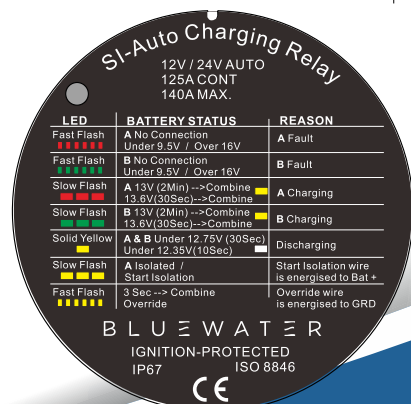 SI-Auto Charging Relay
12V / 24V AUTO
125A CONT
140A MAX.
LED BATTERY STATUS REASON
Fast Flash A No Connection
Under 9.5V / Over 16V A Fault
Fast Flash B No Connection
Under 9.5V / Over 16V B Fault
Slow Flash A 13V (2Min) -->Combine
13.6V(30Sec)-->Combine A Charging
Slow Flash B 13V (2Min) -->Combine
13.6V(30Sec)-->Combine B Charging
Solid Yellow A & B Under 12.75V (30Sec)
Under 12.35V(10Sec) Discharging
Slow Flash A Isolated / Start Isolation wire
Start Isolation is energised to Bat +
Fast Flash 3 Sec --> Combine Override wire
Override is energised to GRD
BLUEWATER
IGNITION-PROTECTED
IP67 ISO 8846
CE